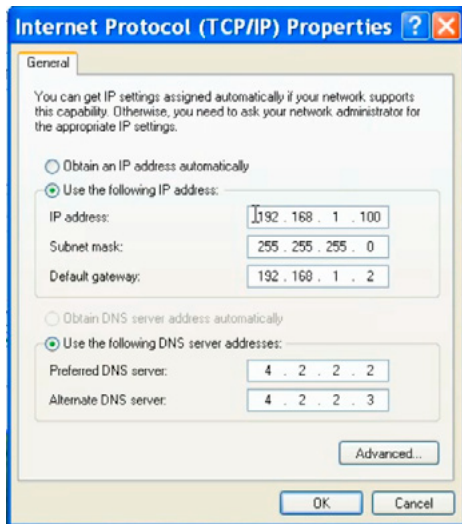 Internet Protocol (TCP/IP) Properties
General
You can get IP settings assigned automatically if your network supports
this capability. Otherwise, you need to ask your network administrator for
the appropriate IP settings.
Obtain an IP address automatically
Use the following IP address:
IP address: 192 . 168 . 1 . 100
Subnet mask: 255 . 255 . 255 . 0
Default gateway: 192 . 168 . 1 . 2
Obtain DNS server address automatically
Use the following DNS server addresses:
Preferred DNS server: 4 . 2 . 2 . 2
Alternate DNS server: 4 . 2 . 2 . 3
Advanced...
OK Cancel